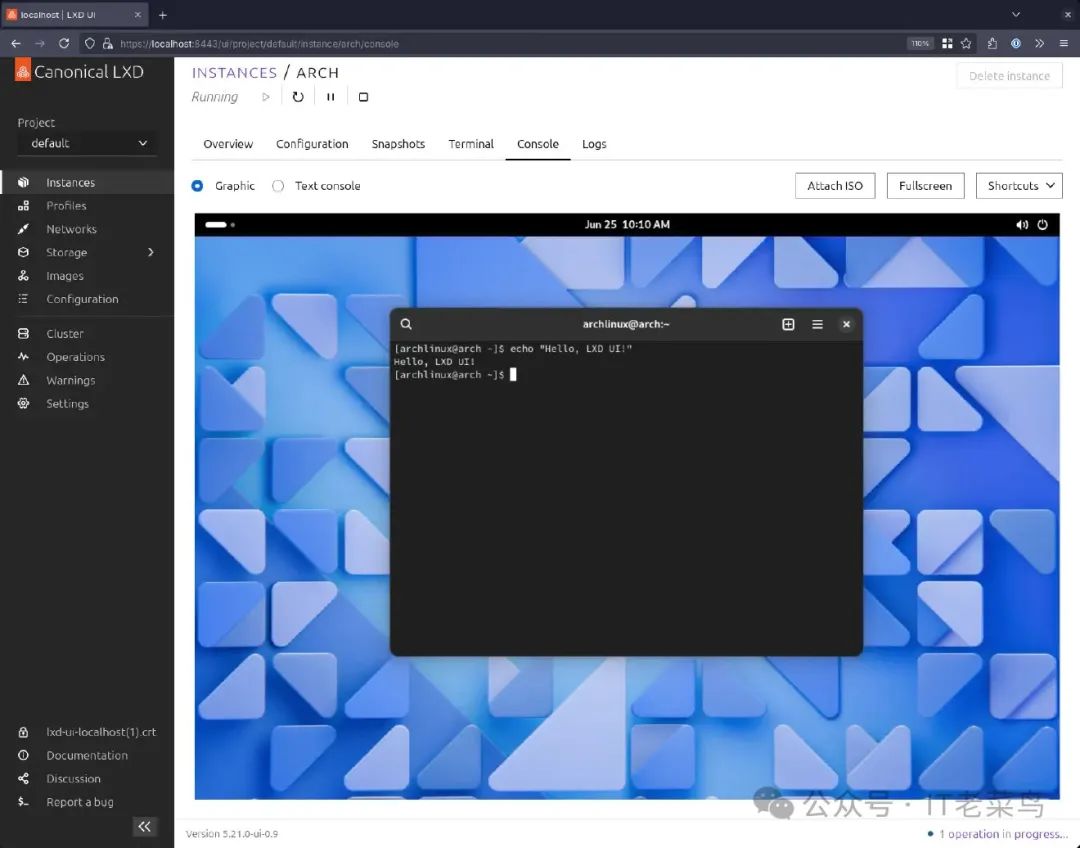 localhost | LXD UI
https://localhost:8443/ui/project/default/instance/arch/console
110%
Canonical LXD
Project
default
Instances
Profiles
Networks
Storage
Images
Configuration
Cluster
Operations
Warnings
Settings
lxd-ui-localhost(1).crt
Documentation
Discussion
Report a bug
INSTANCES / ARCH
Delete instance
Running
Overview Configuration Snapshots Terminal Console Logs
Graphic Text console Attach ISO Fullscreen Shortcuts
Jun 25 10:10 AM
archlinux@arch:~
[archlinux@arch ~]$ echo "Hello, LXD UI!"
Hello, LXD UI!
[archlinux@arch ~]$
公众号 · IT老菜鸟
Version 5.21.0-ui-0.9
1 operation in progress...